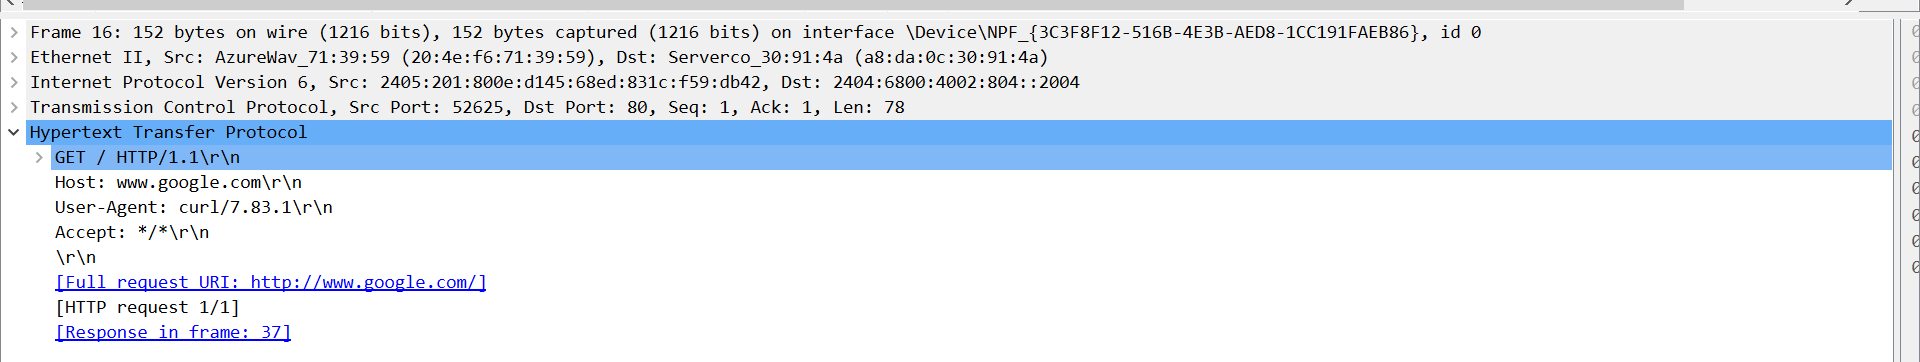 Frame 16: 152 bytes on wire (1216 bits), 152 bytes captured (1216 bits) on interface \Device\NPF_{3C3F8F12-516B-4E3B-AED8-1CC191FAEB86}, id 0
Ethernet II, Src: AzureWav_71:39:59 (20:4e:f6:71:39:59), Dst: Serverco_30:91:4a (a8:da:0c:30:91:4a)
Internet Protocol Version 6, Src: 2405:201:800e:d145:68ed:831c:f59:db42, Dst: 2404:6800:4002:804::2004
Transmission Control Protocol, Src Port: 52625, Dst Port: 80, Seq: 1, Ack: 1, Len: 78
Hypertext Transfer Protocol
GET / HTTP/1.1\r\n
Host: www.google.com\r\n
User-Agent: curl/7.83.1\r\n
Accept: */*\r\n
\r\n
[Full request URI: http://www.google.com/]
[HTTP request 1/1]
[Response in frame: 37]